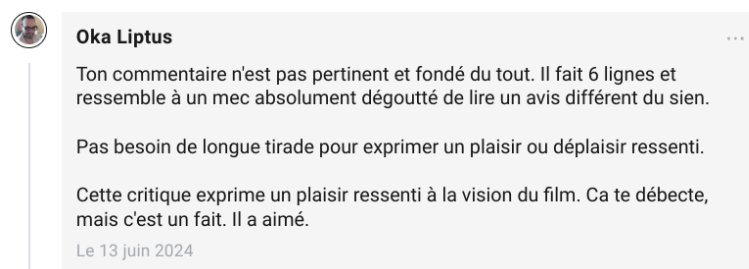 Oka Liptus
Ton commentaire n'est pas pertinent et fondé du tout. Il fait 6 lignes et
ressemble à un mec absolument dégoutté de lire un avis différent du sien.
Pas besoin de longue tirade pour exprimer un plaisir ou déplaisir ressenti.
Cette critique exprime un plaisir ressenti à la vision du film. Ca te débecte,
mais c'est un fait. Il a aimé.
Le 13 juin 2024